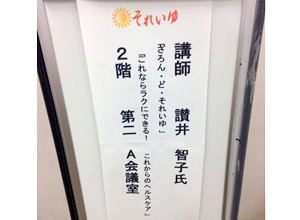 それいゆ
講師　讃井　智子氏
「さろん・ど・それいゆ」
『これならラクにできる！
これからのヘルスケア』
２階　第二　A会議室